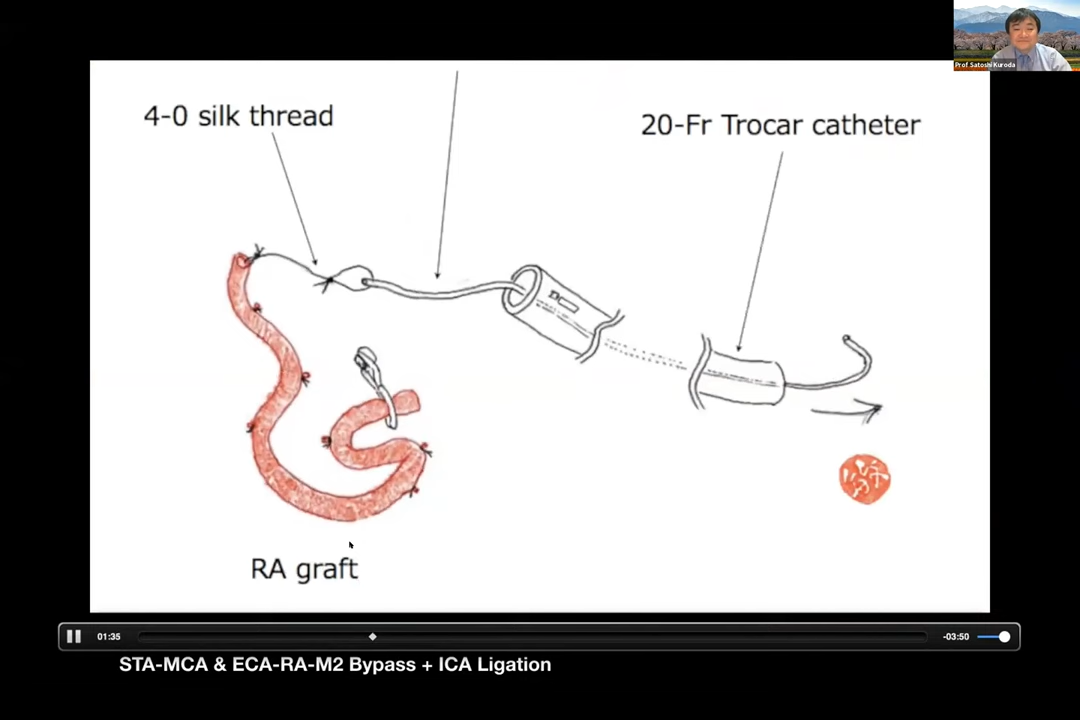 Prof Satoshi Kuroda
4-0 silk thread
20-Fr Trocar catheter
RA graft
01:35
-03:50
STA-MCA & ECA-RA-M2 Bypass + ICA Ligation